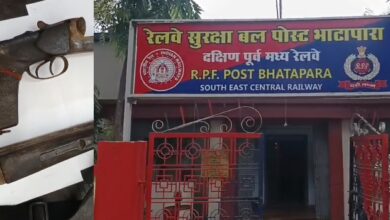 रेलवे सुरक्षा बल पोस्ट भाटापारा
दक्षिण पूर्व मध्य रेलवे
R.P.F. POST BHATAPARA
SOUTH EAST CENTRAL RAILWAY